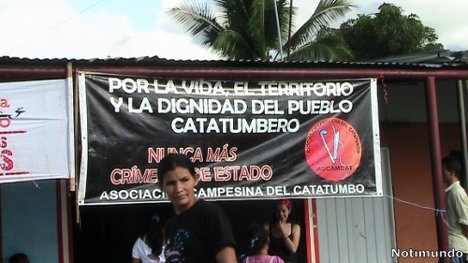 POR LA VIDA, EL TERRITORIO
Y LA DIGNIDAD DEL PUEBLO
CATATUMBERO
NUNCA MÁS
CRÍMENES DE ESTADO
ASOCIACIÓN CAMPESINA DEL CATATUMBO
ASCAMCAT
Notimundo